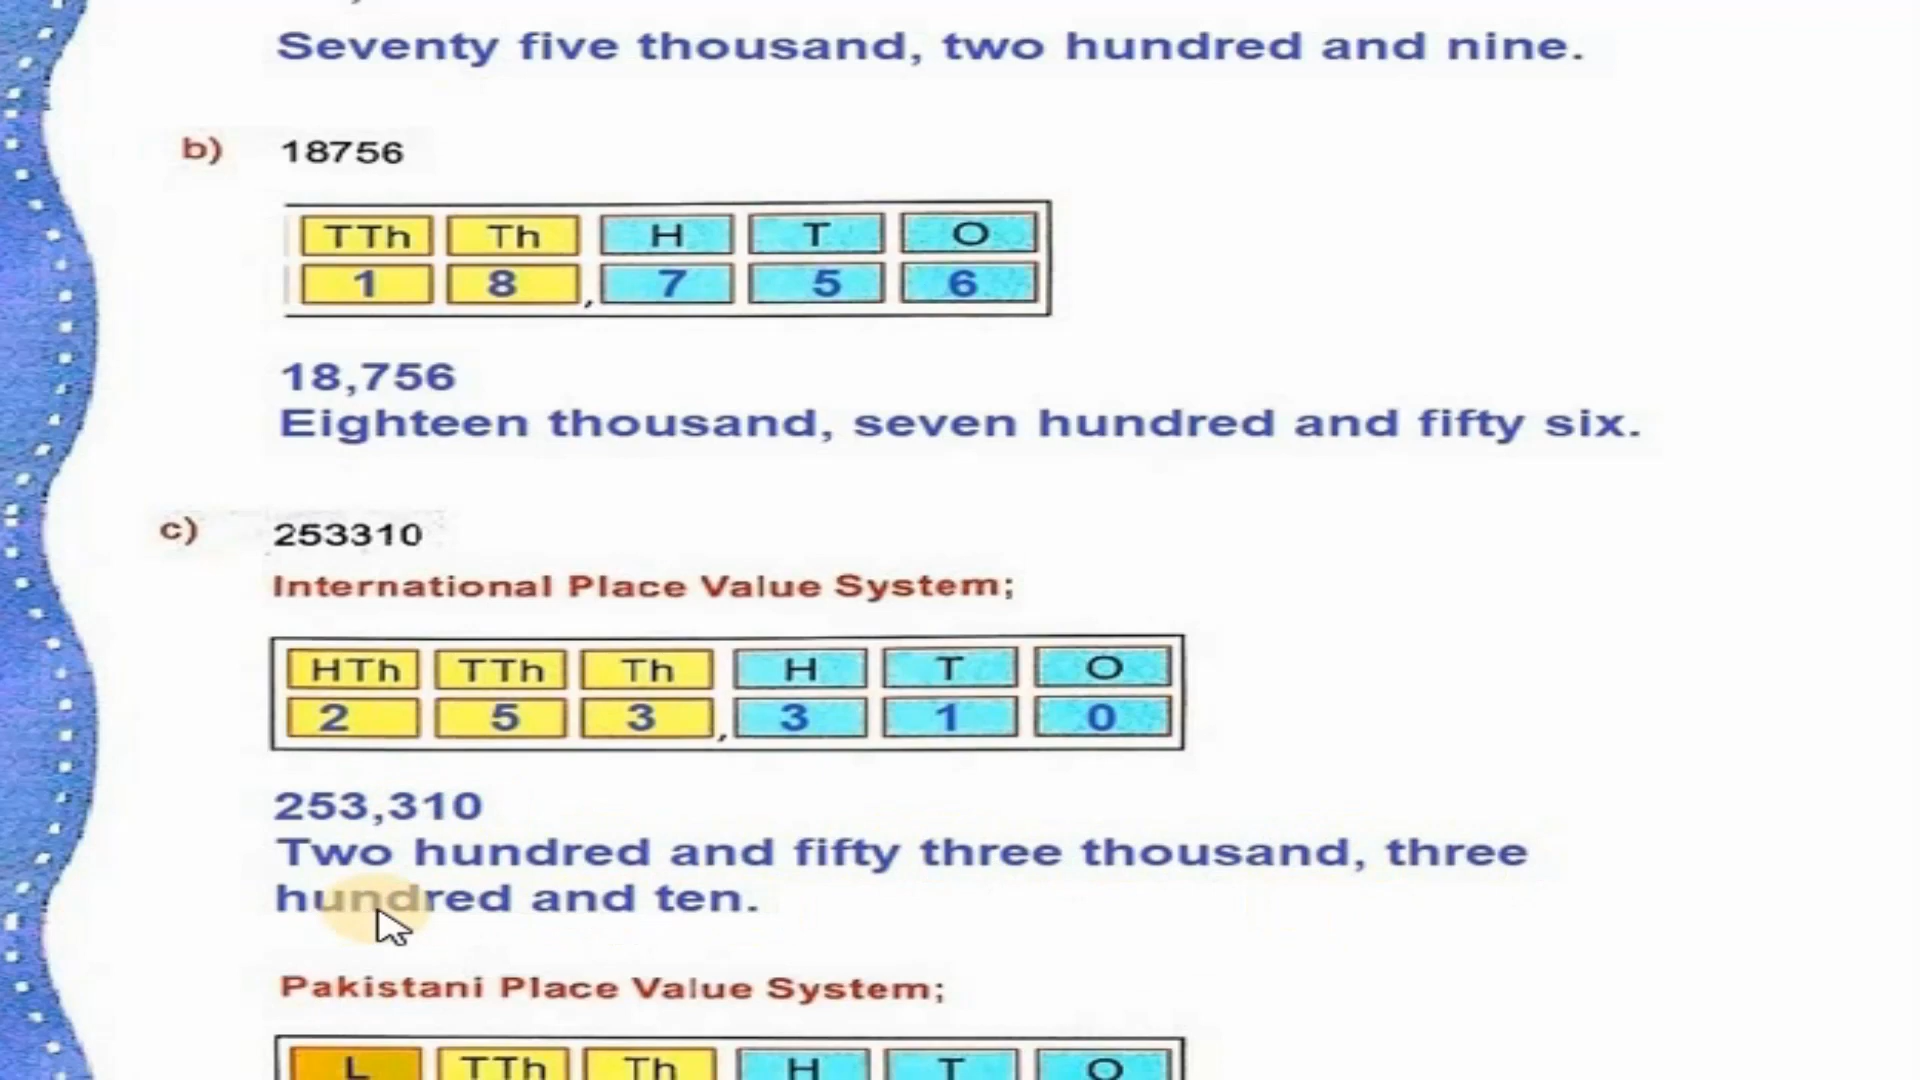 Seventy five thousand, two hundred and nine.
b) 18756
TTh Th H T O
1 8 , 7 5 6
18,756
Eighteen thousand, seven hundred and fifty six.
c) 253310
International Place Value System;
HTh TTh Th H T O
2 5 3 , 3 1 0
253,310
Two hundred and fifty three thousand, three
hundred and ten.
Pakistani Place Value System;
L TTh Th H T O